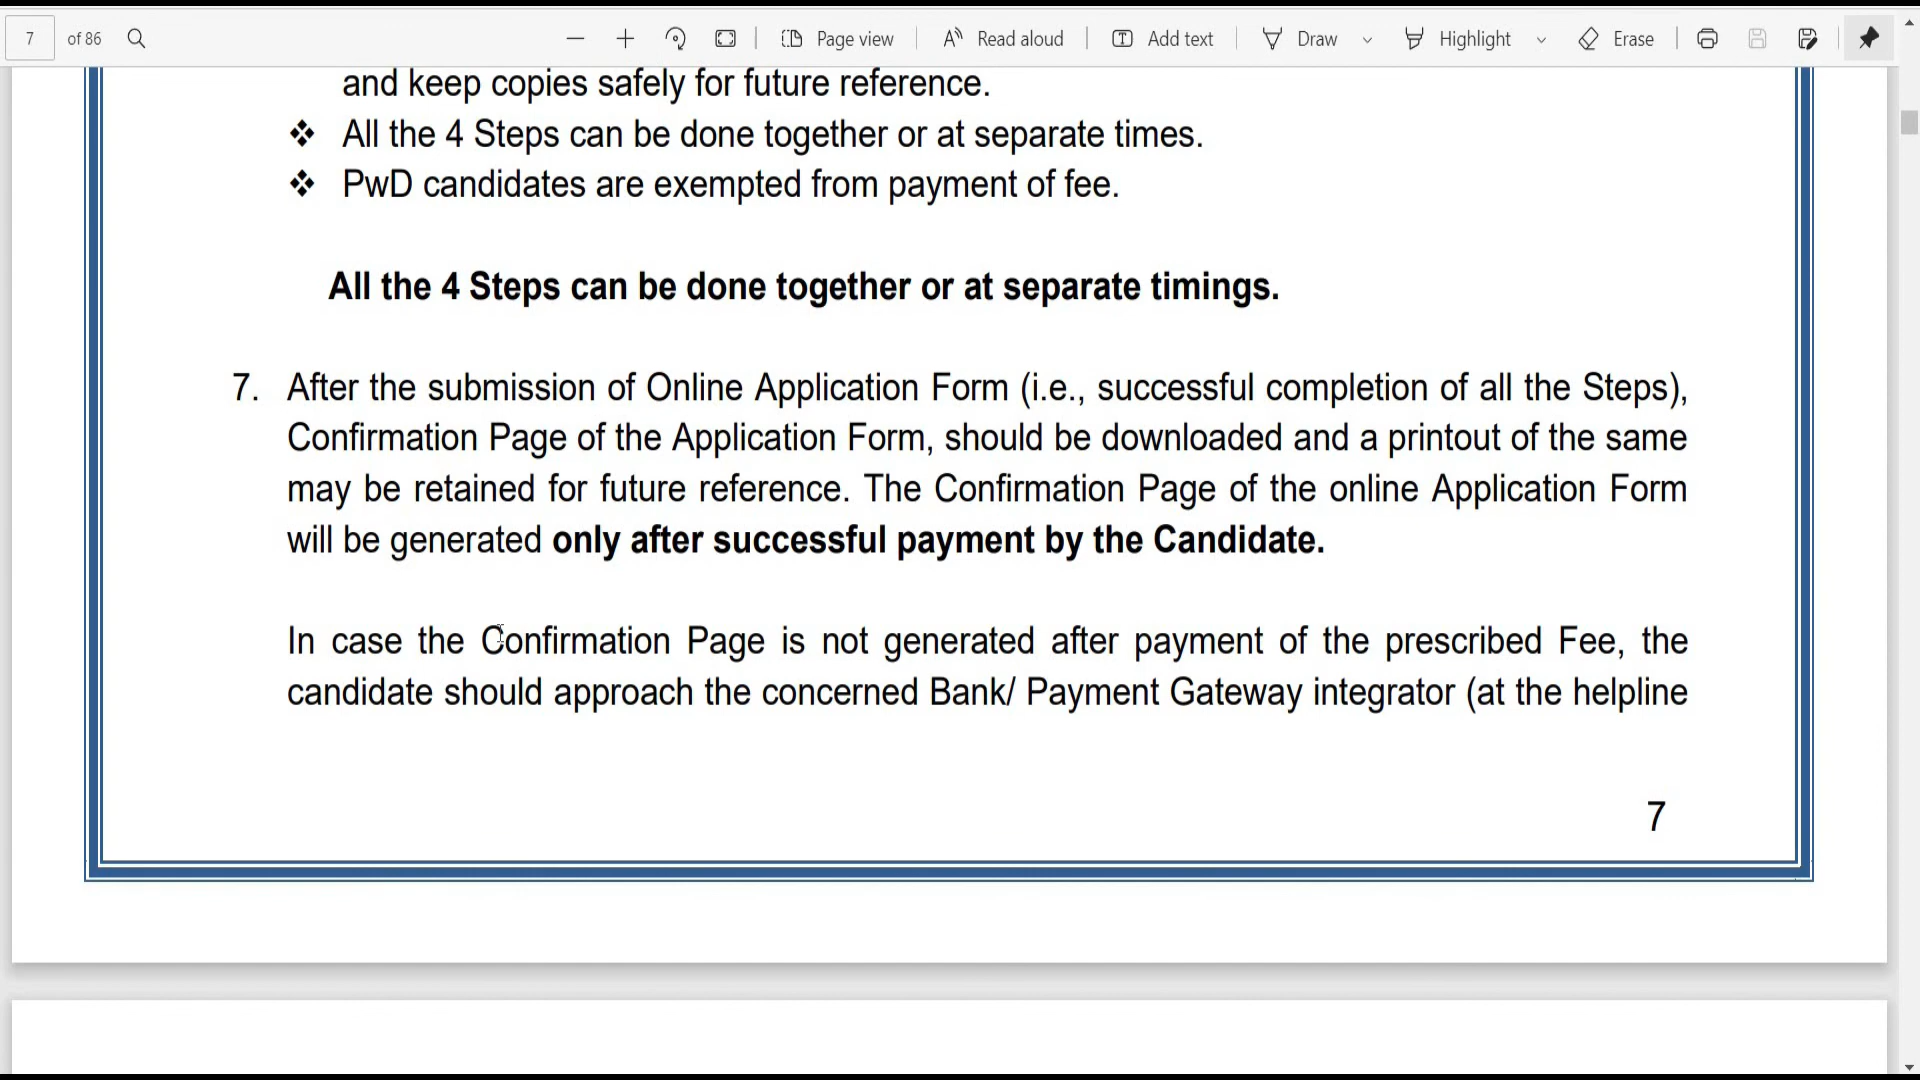 7 of 86 Page view Read aloud Add text Draw Highlight Erase
and keep copies safely for future reference.
❖ All the 4 Steps can be done together or at separate times.
❖ PwD candidates are exempted from payment of fee.
All the 4 Steps can be done together or at separate timings.
7. After the submission of Online Application Form (i.e., successful completion of all the Steps),
Confirmation Page of the Application Form, should be downloaded and a printout of the same
may be retained for future reference. The Confirmation Page of the online Application Form
will be generated only after successful payment by the Candidate.
In case the Confirmation Page is not generated after payment of the prescribed Fee, the
candidate should approach the concerned Bank/ Payment Gateway integrator (at the helpline
7